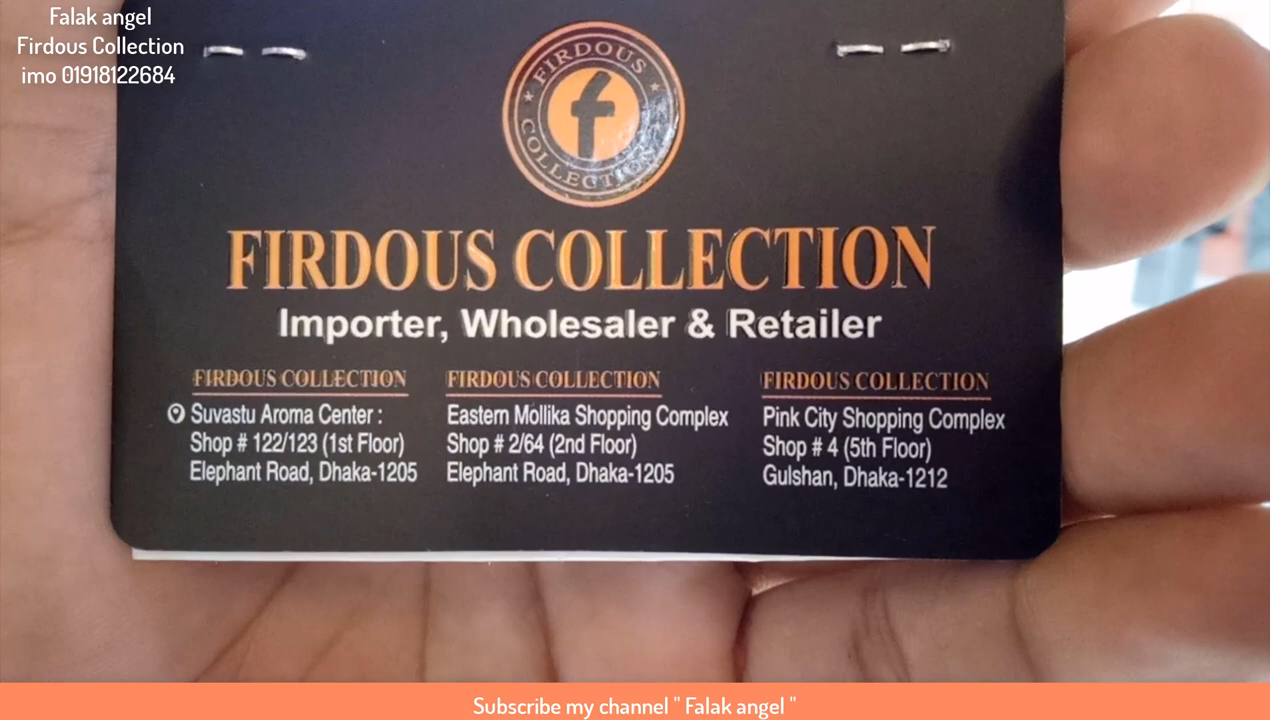 Falak angel
Firdous Collection
imo 01918122684
FIRDOUS
COLLECTION
f
FIRDOUS COLLECTION
Importer, Wholesaler & Retailer
FIRDOUS COLLECTION
Suvastu Aroma Center :
Shop # 122/123 (1st Floor)
Elephant Road, Dhaka-1205
FIRDOUS COLLECTION
Eastern Mollika Shopping Complex
Shop # 2/64 (2nd Floor)
Elephant Road, Dhaka-1205
FIRDOUS COLLECTION
Pink City Shopping Complex
Shop # 4 (5th Floor)
Gulshan, Dhaka-1212
Subscribe my channel " Falak angel "